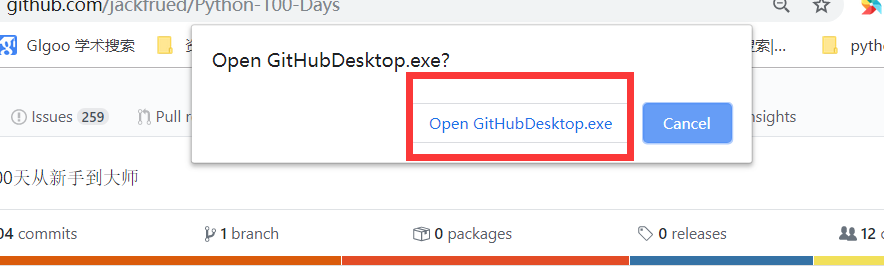 github.com/jackfrued/Python-100-Days
Glgoo 学术搜索
搜索|...
pyth
Open GitHubDesktop.exe?
Open GitHubDesktop.exe
Cancel
Issues 259
Pull r
nsights
00天从新手到大师
04 commits
1 branch
0 packages
0 releases
12 c